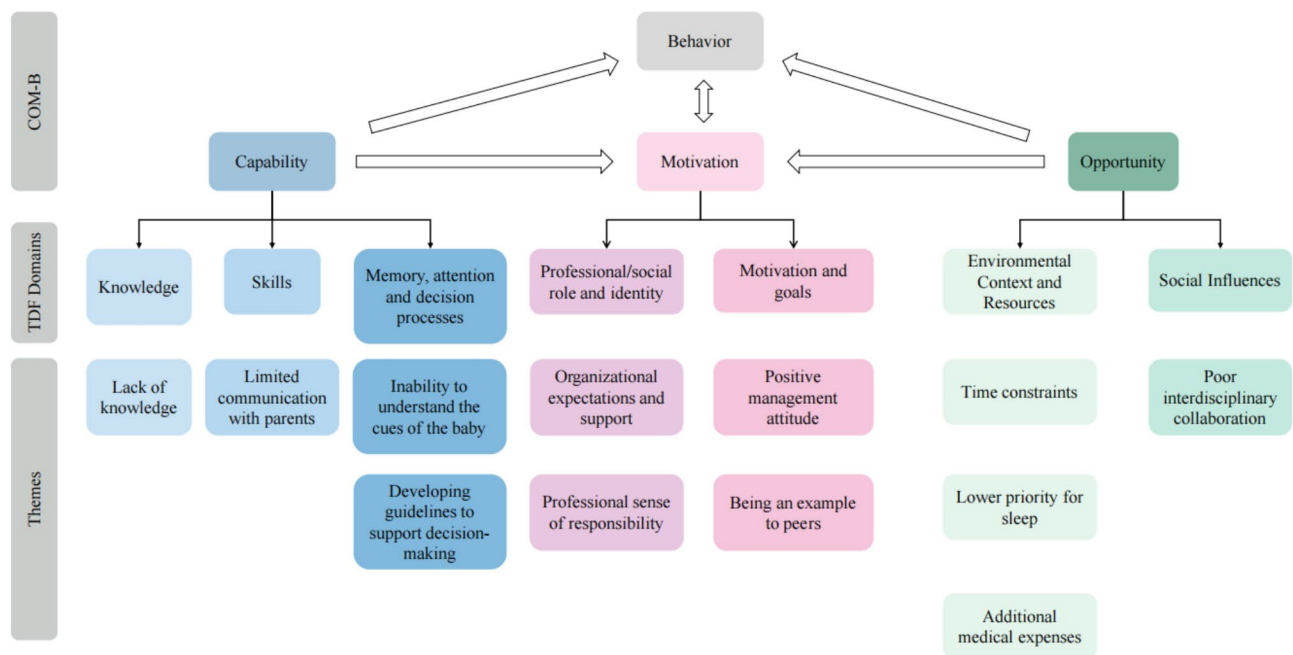 COM-B
Behavior
Capability
Motivation
Opportunity
TDF Domains
Knowledge
Skills
Memory, attention
and decision
processes
Professional/social
role and identity
Motivation and
goals
Environmental
Context and
Resources
Social Influences
Themes
Lack of
knowledge
Limited
communication
with parents
Inability to
understand the
cues of the baby
Organizational
expectations and
support
Positive
management
attitude
Time constraints
Poor
interdisciplinary
collaboration
Developing
guidelines to
support decision-
making
Professional sense
of responsibility
Being an example
to peers
Lower priority for
sleep
Additional
medical expenses